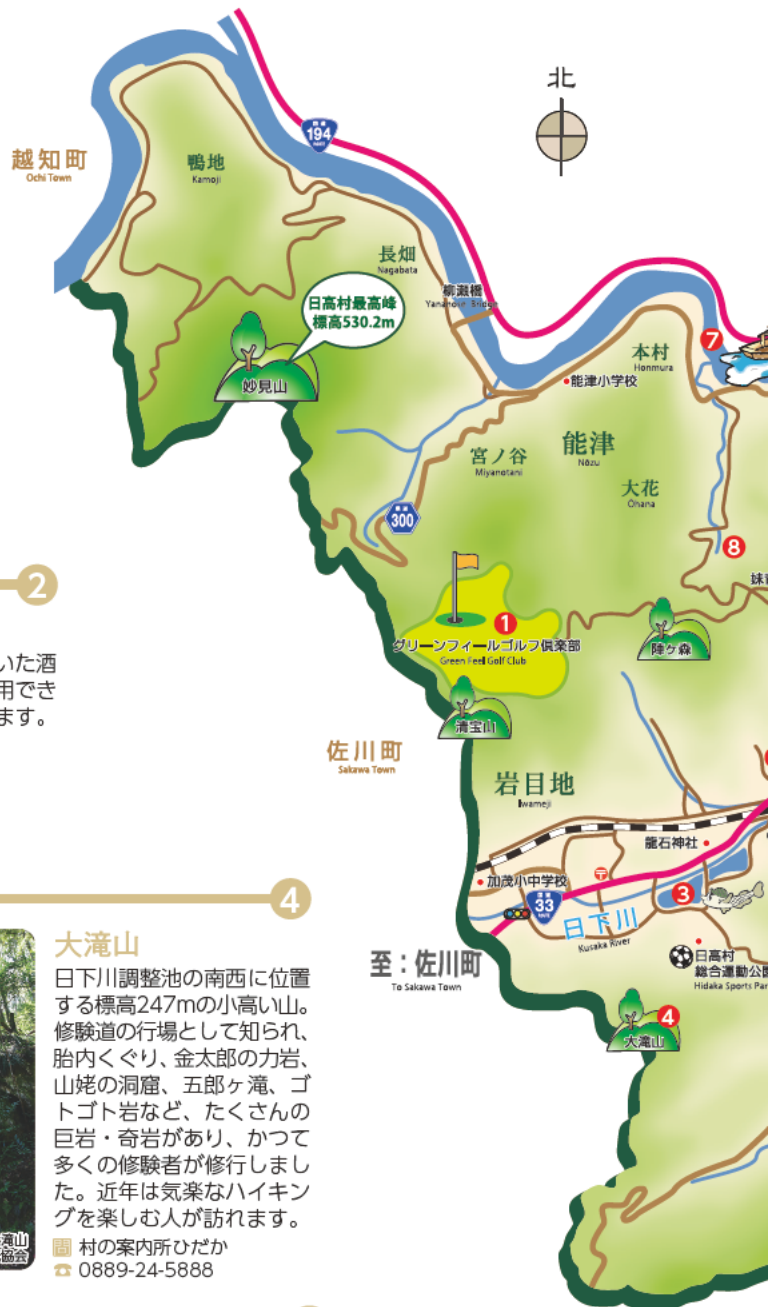 北
194
越知町
Ochi Town
鴨地
Kamoji
長畑
Nagabata
柳瀬橋
日高村最高峰
標高530.2m
妙見山
7
本村
Honmura
能津小学校
宮ノ谷
Miyanotani
能津
Nōzu
大花
Ohana
300
8
2
いた酒
用でき
ます。
1
グリーンフィールゴルフ倶楽部
Green Feel Golf Club
陣ケ森
清宝山
佐川町
Sakawa Town
岩目地
Iwameji
龍石神社
加茂小中学校
33
3
日下川
Kusaka River
至:佐川町
To Sakawa Town
日高村
総合運動公園
Hidaka Sports Par
4
大滝山
4
大滝山
日下川調整池の南西に位置
する標高247mの小高い山。
修験道の行場として知られ、
胎内くぐり、金太郎の力岩、
山姥の洞窟、五郎ヶ滝、ゴ
トゴト岩など、たくさんの
巨岩・奇岩があり、かつて
多くの修験者が修行しまし
た。近年は気楽なハイキン
グを楽しむ人が訪れます。
問 村の案内所ひだか
☎ 0889-24-5888
滝山
協会